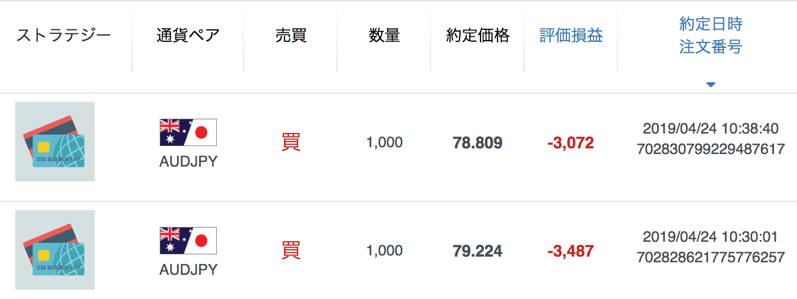 ストラテジー 通貨ペア 売買 数量 約定価格 評価損益 約定日時
注文番号
AUDJPY 買 1,000 78.809 -3,072 2019/04/24 10:38:40
702830799229487617
AUDJPY 買 1,000 79.224 -3,487 2019/04/24 10:30:01
702828621775776257